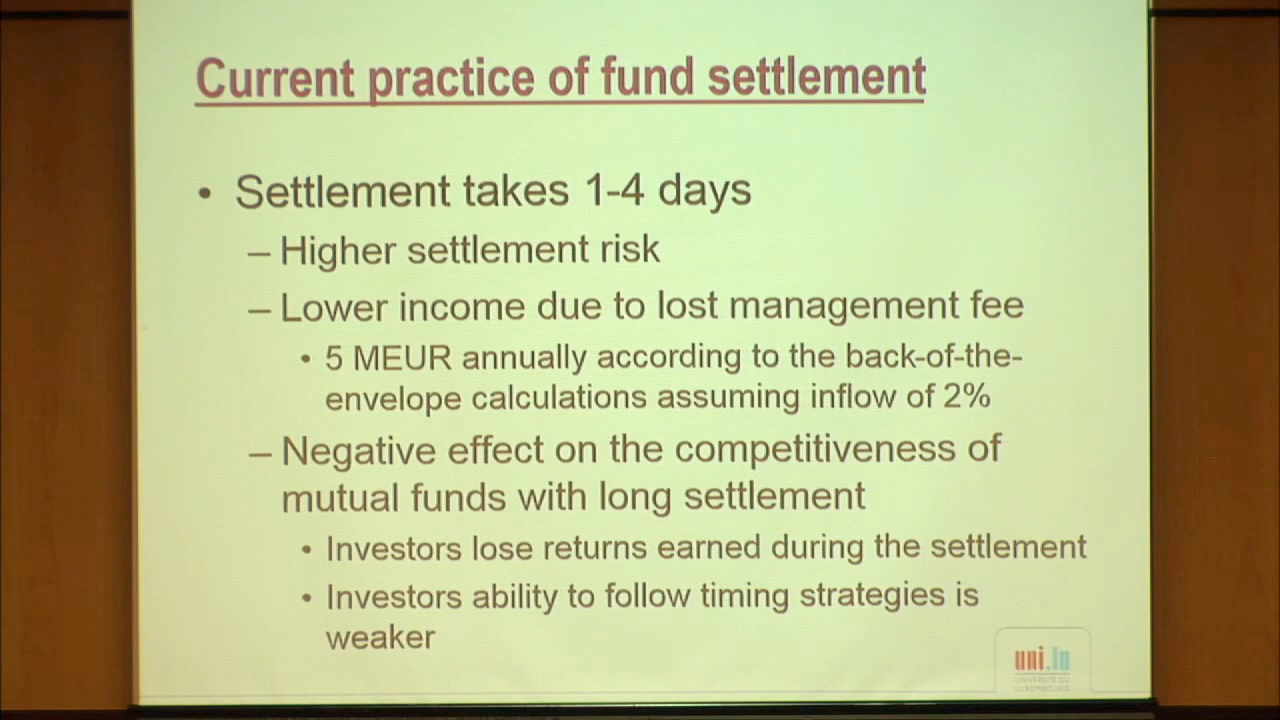 Current practice of fund settlement
• Settlement takes 1-4 days
– Higher settlement risk
– Lower income due to lost management fee
• 5 MEUR annually according to the back-of-the-
envelope calculations assuming inflow of 2%
– Negative effect on the competitiveness of
mutual funds with long settlement
• Investors lose returns earned during the settlement
• Investors ability to follow timing strategies is
weaker
uni.lu
UNIVERSITÉ DU
LUXEMBOURG